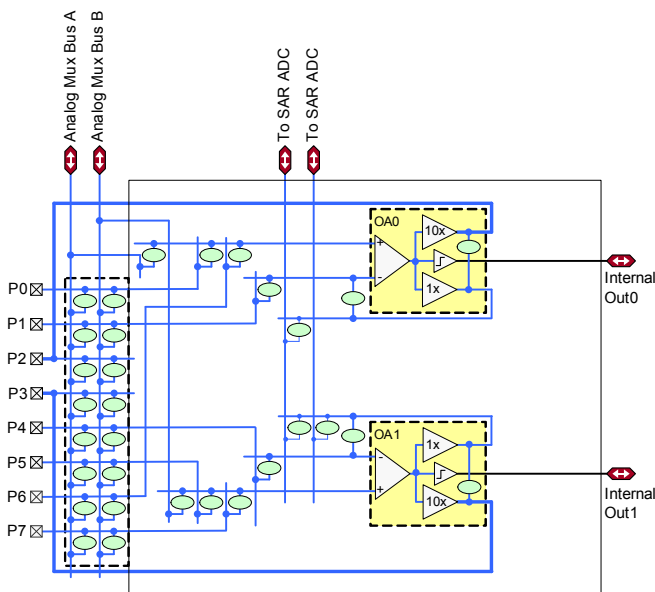 Analog Mux Bus A
Analog Mux Bus B
To SAR ADC
To SAR ADC
OA0
+
10x
-
1x
Internal
Out0
P0
P1
P2
P3
P4
P5
P6
P7
OA1
1x
-
+
10x
Internal
Out1